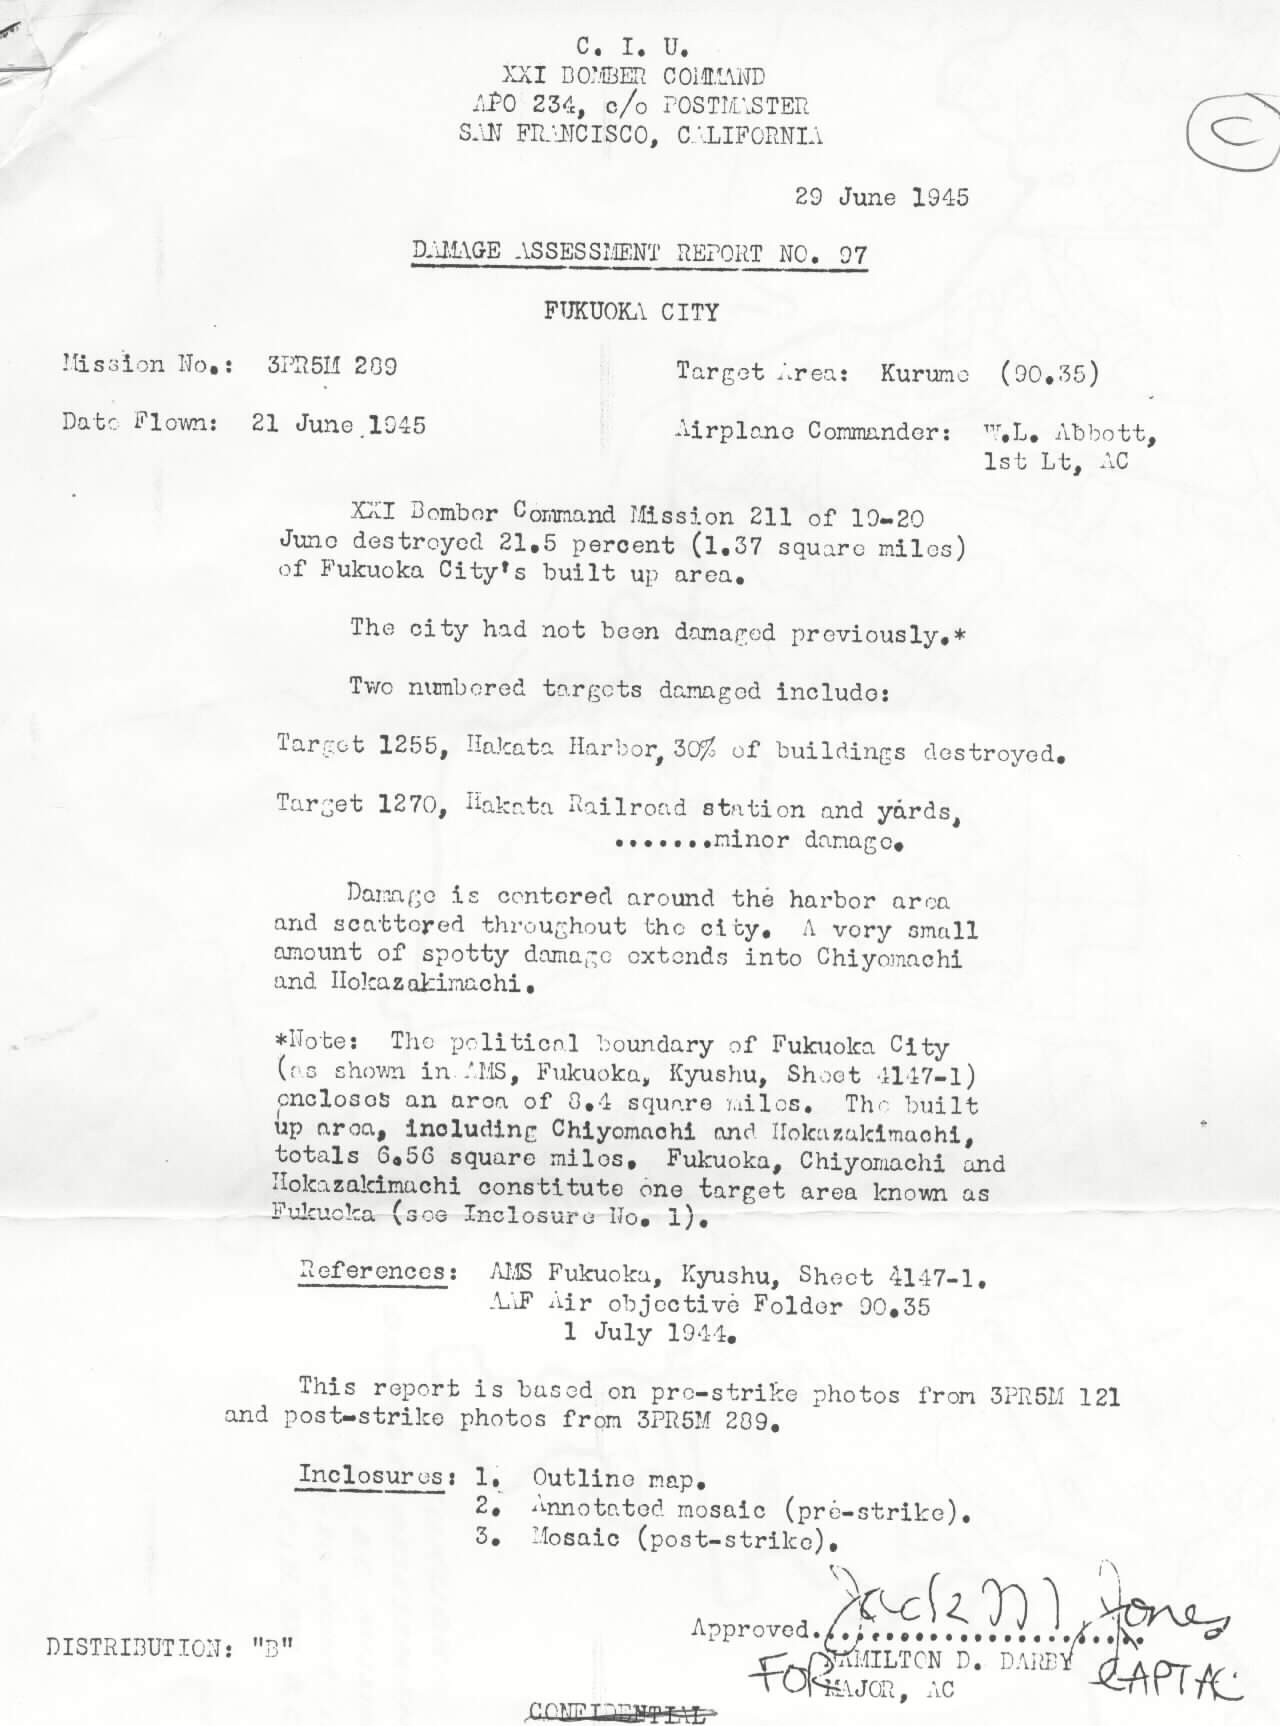 C. I. U.
XXI BOMBER COMMAND
APO 234, c/o POSTMASTER
SAN FRANCISCO, CALIFORNIA
C
29 June 1945
DAMAGE ASSESSMENT REPORT NO. 97
FUKUOKA CITY
Mission No.: 3PR5M 289
Target Area: Kurume (90.35)
Date Flown: 21 June 1945
Airplane Commander: W.L. Abbott,
1st Lt, AC
XXI Bomber Command Mission 211 of 19-20
June destroyed 21.5 percent (1.37 square miles)
of Fukuoka City's built up area.
The city had not been damaged previously.*
Two numbered targets damaged include:
Target 1255, Hakata Harbor, 30% of buildings destroyed.
Target 1270, Hakata Railroad station and yards,
.......minor damage.
Damage is centered around the harbor area
and scattered throughout the city. A very small
amount of spotty damage extends into Chiyomachi
and Hokazakimachi.
*Note: The political boundary of Fukuoka City
(as shown in AMS, Fukuoka, Kyushu, Sheet 4147-1)
encloses an area of 8.4 square miles. The built
up area, including Chiyomachi and Hokazakimachi,
totals 6.56 square miles. Fukuoka, Chiyomachi and
Hokazakimachi constitute one target area known as
Fukuoka (see Inclosure No. 1).
References: AMS Fukuoka, Kyushu, Sheet 4147-1.
AAF Air objective Folder 90.35
1 July 1944.
This report is based on pre-strike photos from 3PR5M 121
and post-strike photos from 3PR5M 289.
Inclosures: 1. Outline map.
2. Annotated mosaic (pre-strike).
3. Mosaic (post-strike).
Jack M Jones
Approved.......................
DISTRIBUTION: "B"
HAMILTON D. DARBY CAPT AC
FOR MAJOR, AC
CONFIDENTIAL